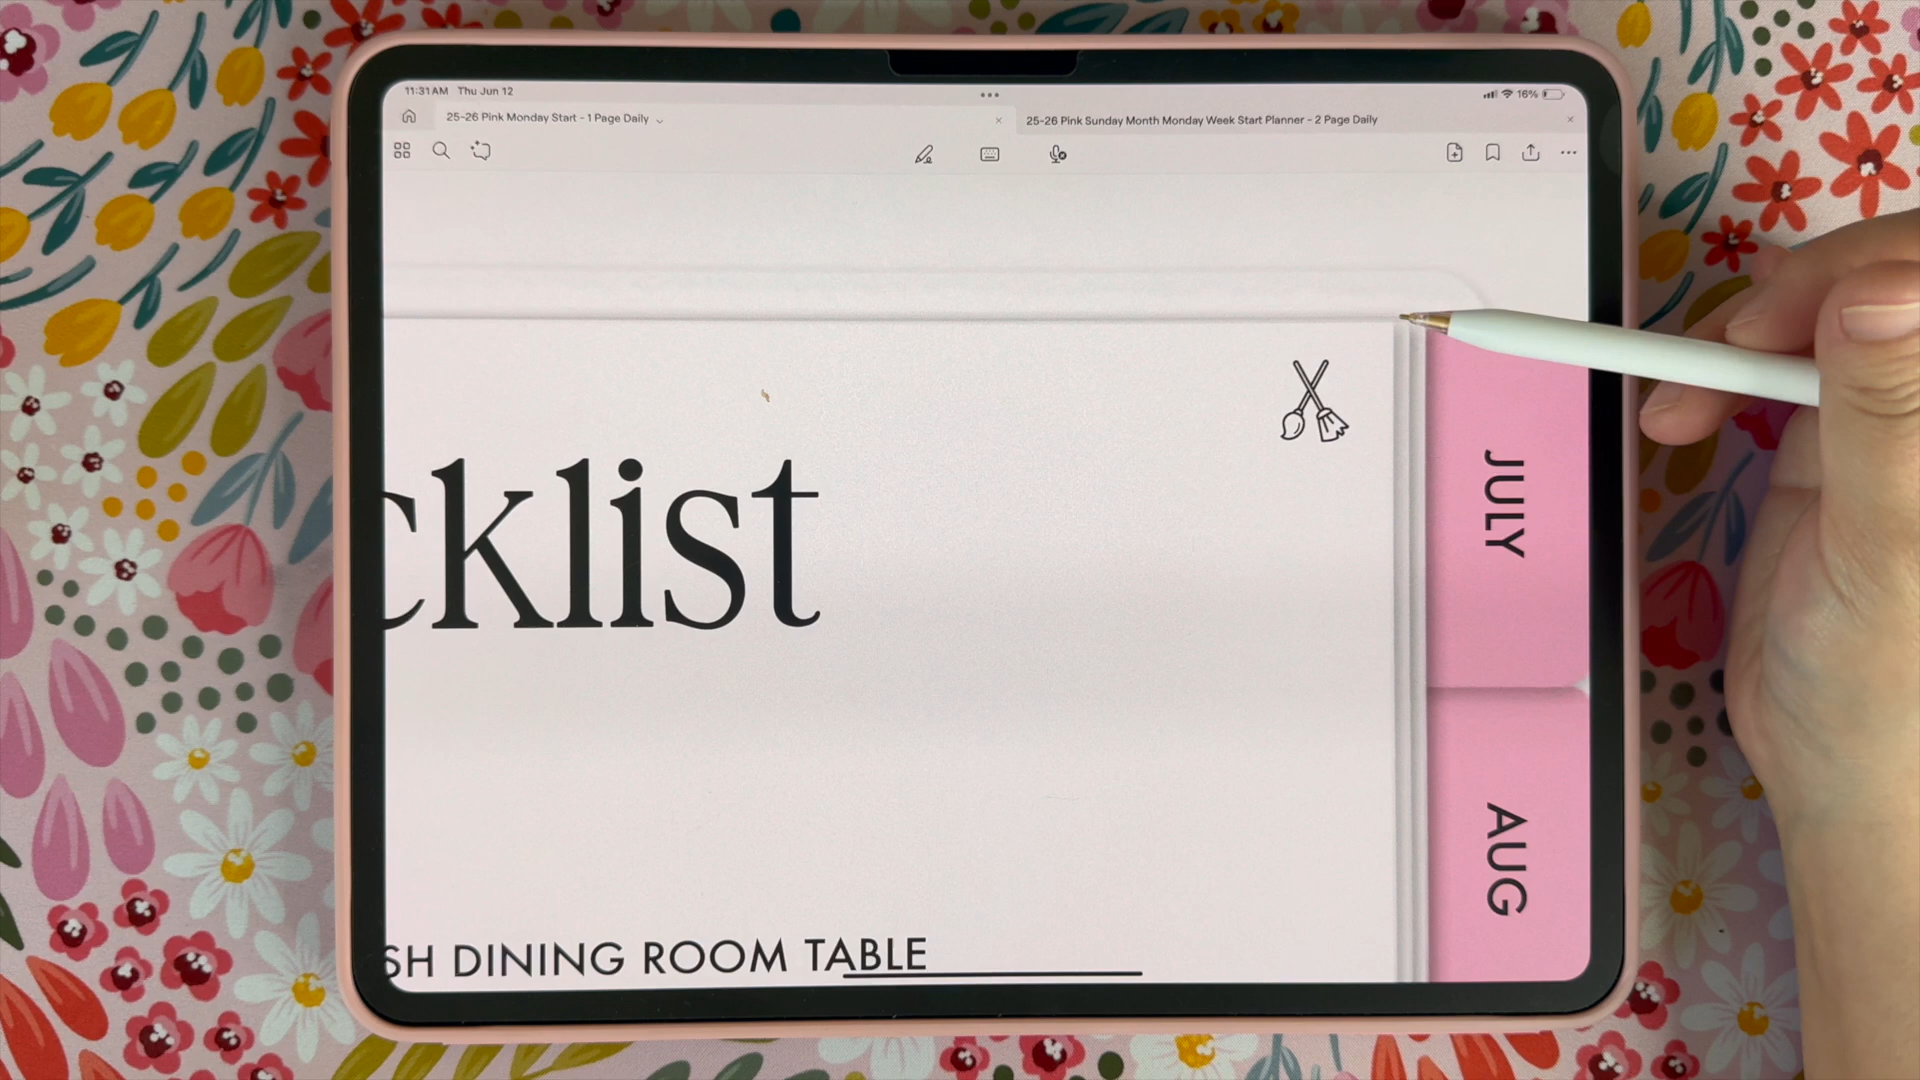 11:31 AM Thu Jun 12
16%
25-26 Pink Monday Start - 1 Page Daily
25-26 Pink Sunday Month Monday Week Start Planner - 2 Page Daily
cklist
JULY
AUG
SH DINING ROOM TABLE